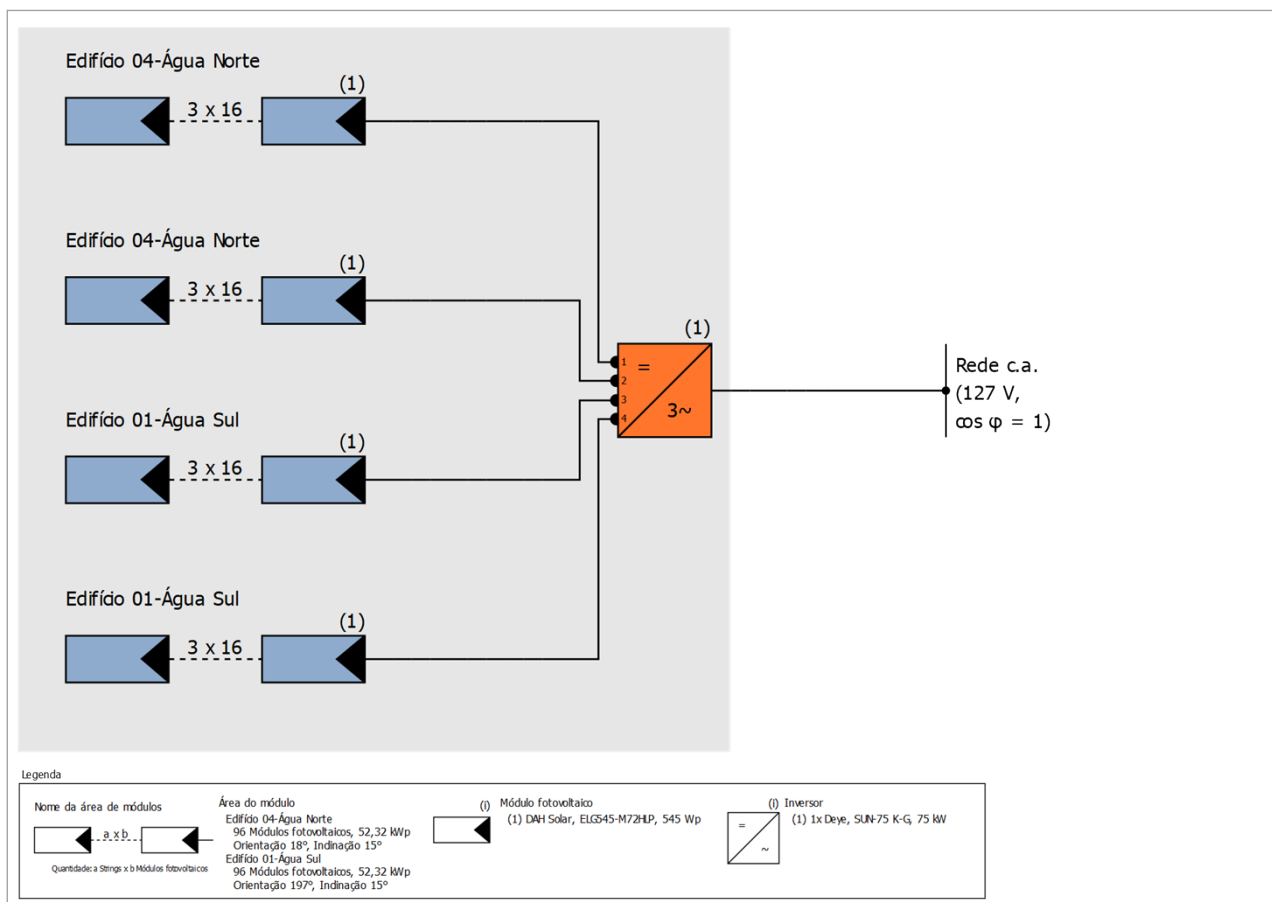 Edifício 04-Água Norte
(1)
3 x 16
Edifício 04-Água Norte
(1)
3 x 16
(1)
1
2
3
4
=
3~
Rede c.a.
(127 V,
cos φ = 1)
Edifício 01-Água Sul
(1)
3 x 16
Edifício 01-Água Sul
(1)
3 x 16
Legenda
Nome da área de módulos
a x b
Quantidade: a Strings x b Módulos fotovoltaicos
Área do módulo
Edifício 04-Água Norte
96 Módulos fotovoltaicos, 52,32 kWp
Orientação 18°, Inclinação 15°
Edifício 01-Água Sul
96 Módulos fotovoltaicos, 52,32 kWp
Orientação 197°, Inclinação 15°
(i) Módulo fotovoltaico
(1) DAH Solar, ELG545-M72HLP, 545 Wp
(i) Inversor
(1) 1x Deye, SUN-75 K-G, 75 kW
=
~